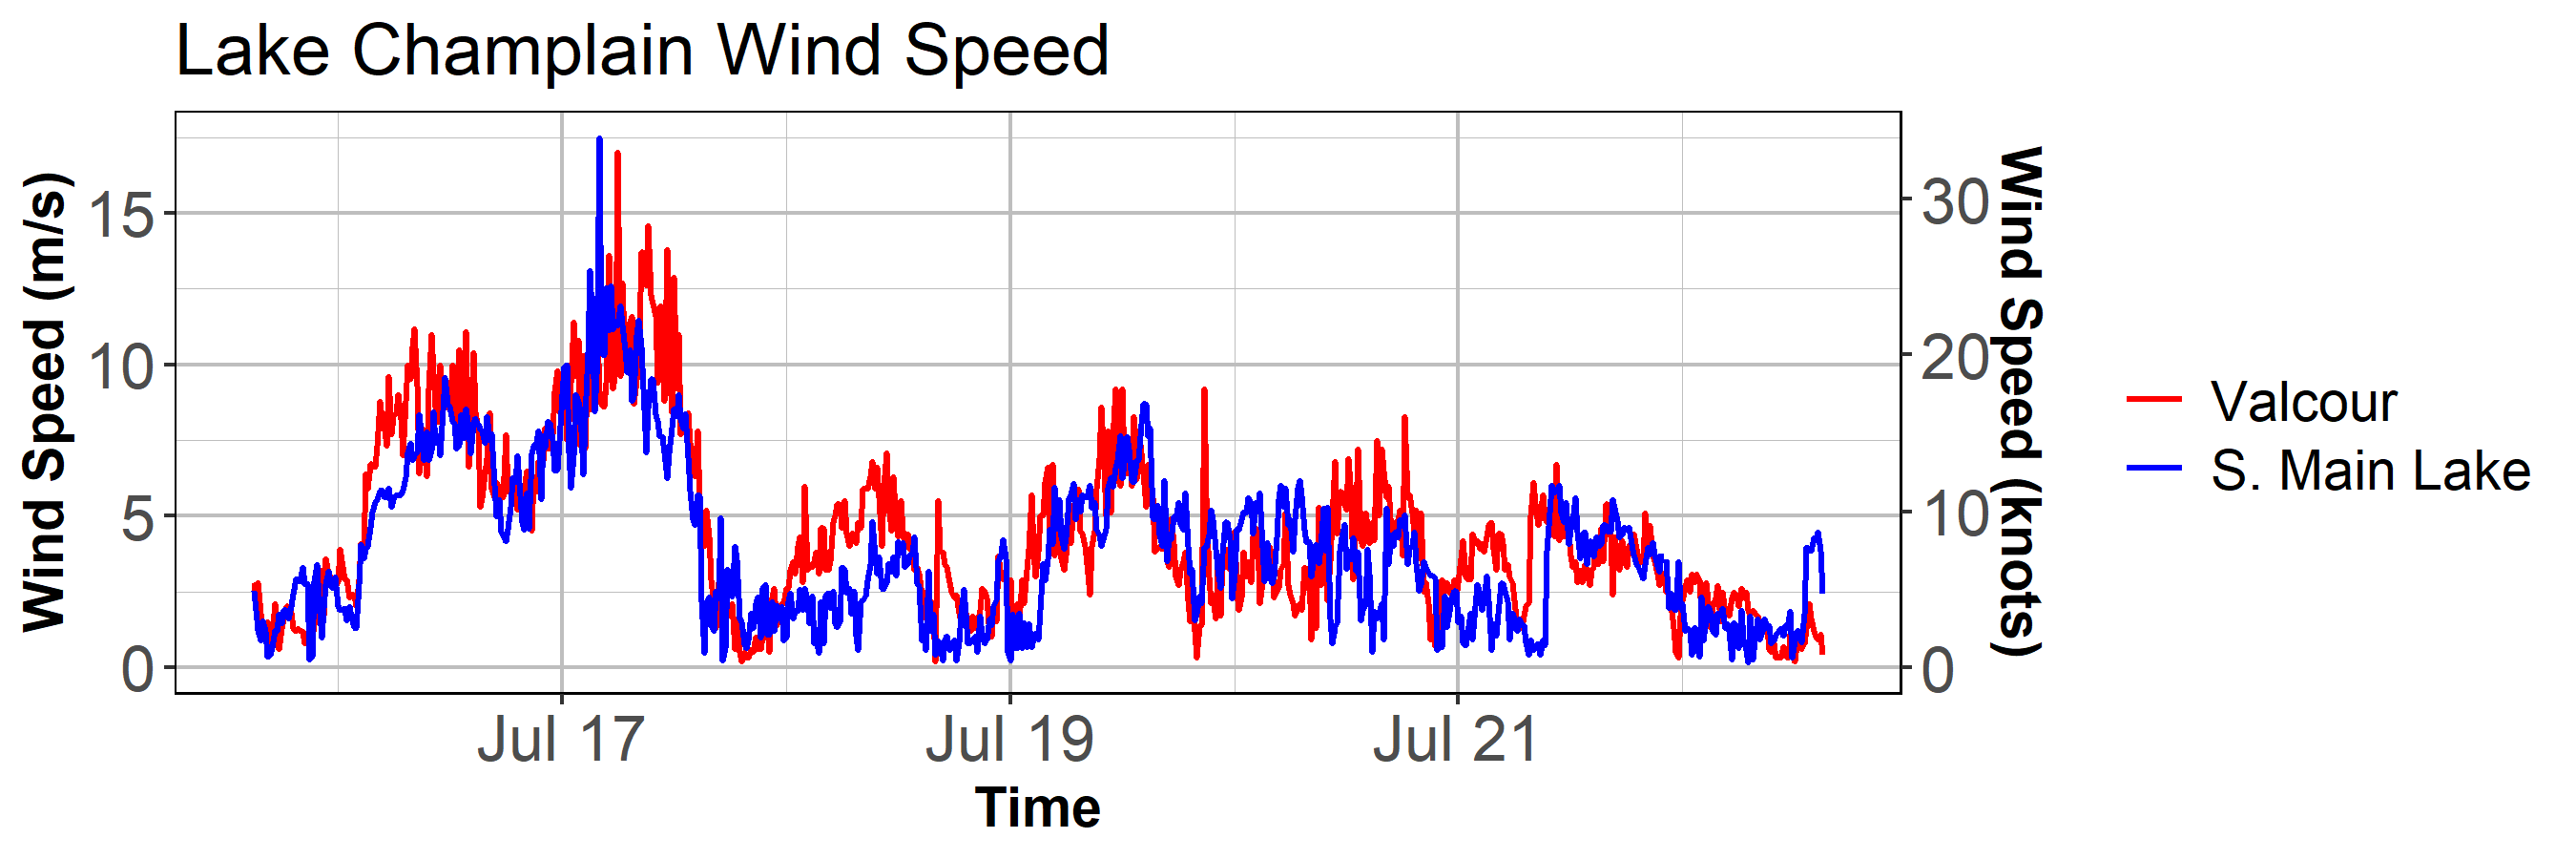 Lake Champlain Wind Speed
Wind Speed (m/s)
15
10
5
0
30
20
10
0
Wind Speed (knots)
Jul 17
Jul 19
Jul 21
Time
Valcour
S. Main Lake